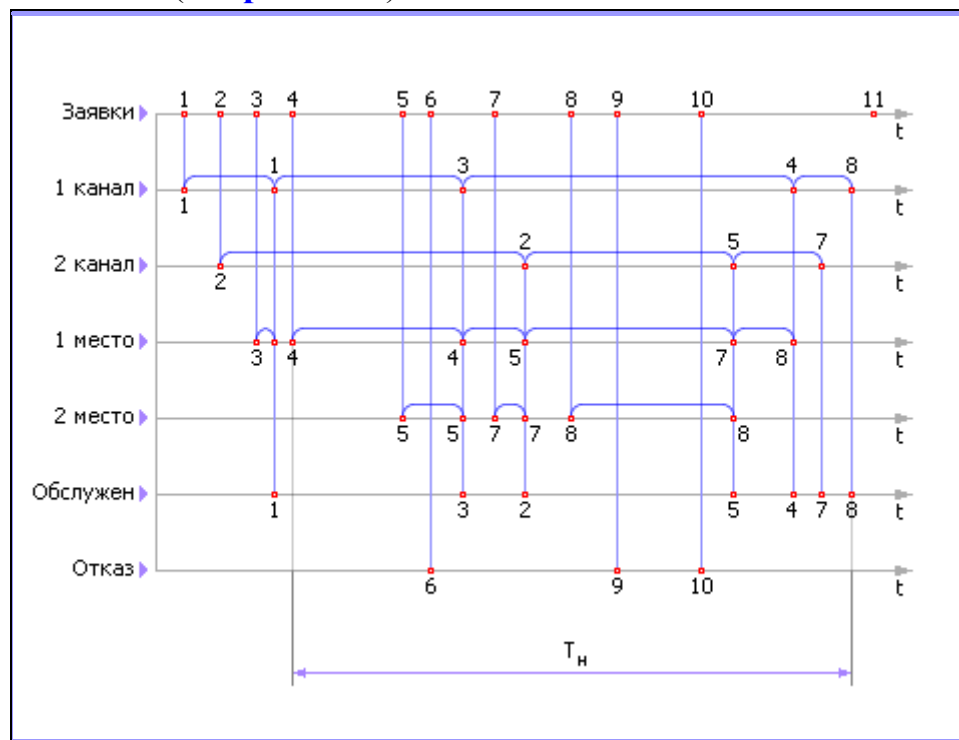 1 2 3 4 5 6 7 8 9 10 11
Заявки t
1 3 4 8
1 канал t
1
2 5 7
2 канал t
2
1 место t
3 4 4 5 7 8
2 место t
5 5 7 7 8 8
Обслужен t
1 3 2 5 4 7 8
Отказ t
6 9 10
Tн